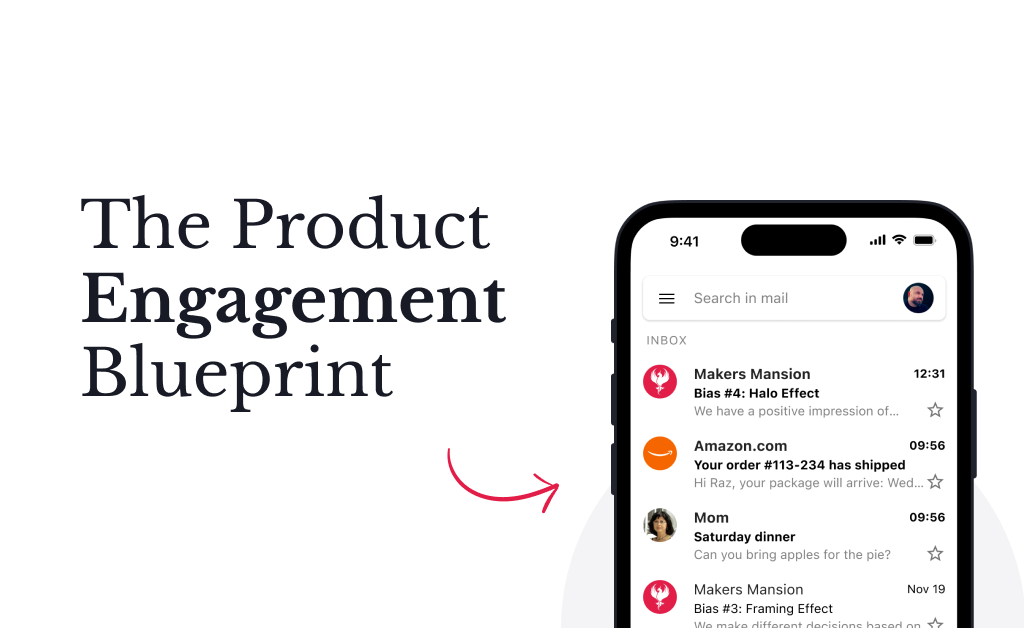 The Product
Engagement
Blueprint
9:41
Search in mail
INBOX
Makers Mansion 12:31
Bias #4: Halo Effect
We have a positive impression of...
Amazon.com 09:56
Your order #113-234 has shipped
Hi Raz, your package will arrive: Wed...
Mom 09:56
Saturday dinner
Can you bring apples for the pie?
Makers Mansion Nov 19
Bias #3: Framing Effect
We make different decisions based on